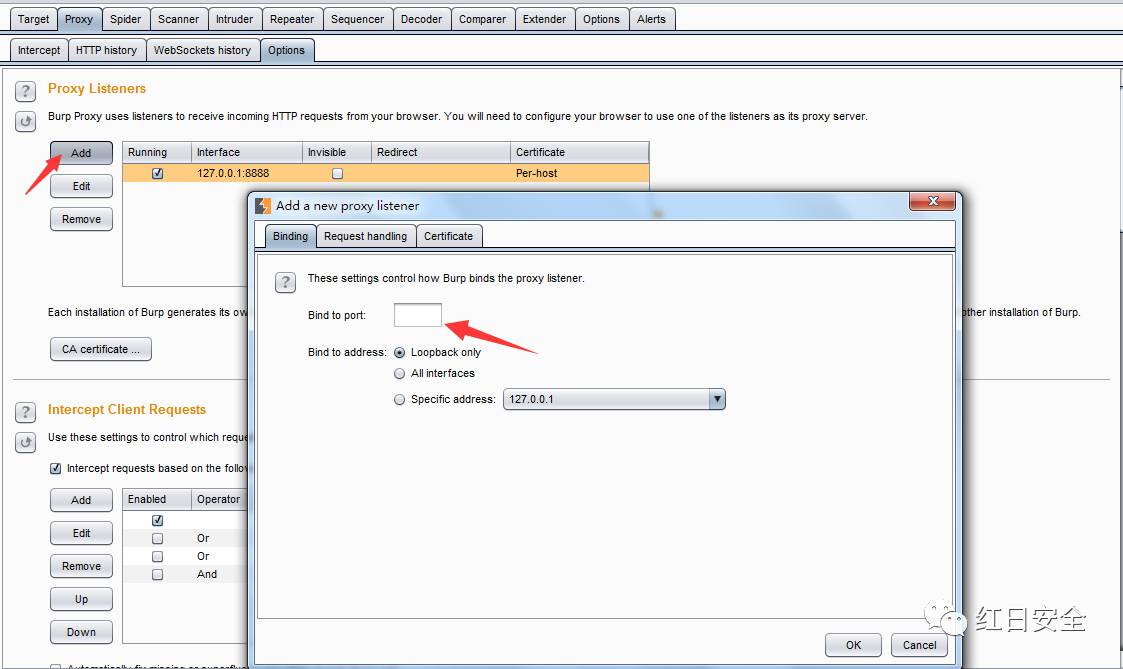 Target Proxy Spider Scanner Intruder Repeater Sequencer Decoder Comparer Extender Options Alerts
Intercept HTTP history WebSockets history Options
? Proxy Listeners
Burp Proxy uses listeners to receive incoming HTTP requests from your browser. You will need to configure your browser to use one of the listeners as its proxy server.
Add
Edit
Remove
Running Interface Invisible Redirect Certificate
127.0.0.1:8888 Per-host
Add a new proxy listener
Binding Request handling Certificate
? These settings control how Burp binds the proxy listener.
Bind to port:
Bind to address: Loopback only
All interfaces
Specific address: 127.0.0.1
OK Cancel
Each installation of Burp generates its other installation of Burp.
CA certificate ...
? Intercept Client Requests
Use these settings to control which
Intercept requests based on the
Add
Edit
Remove
Up
Down
Enabled Operator
Or
Or
And
红日安全